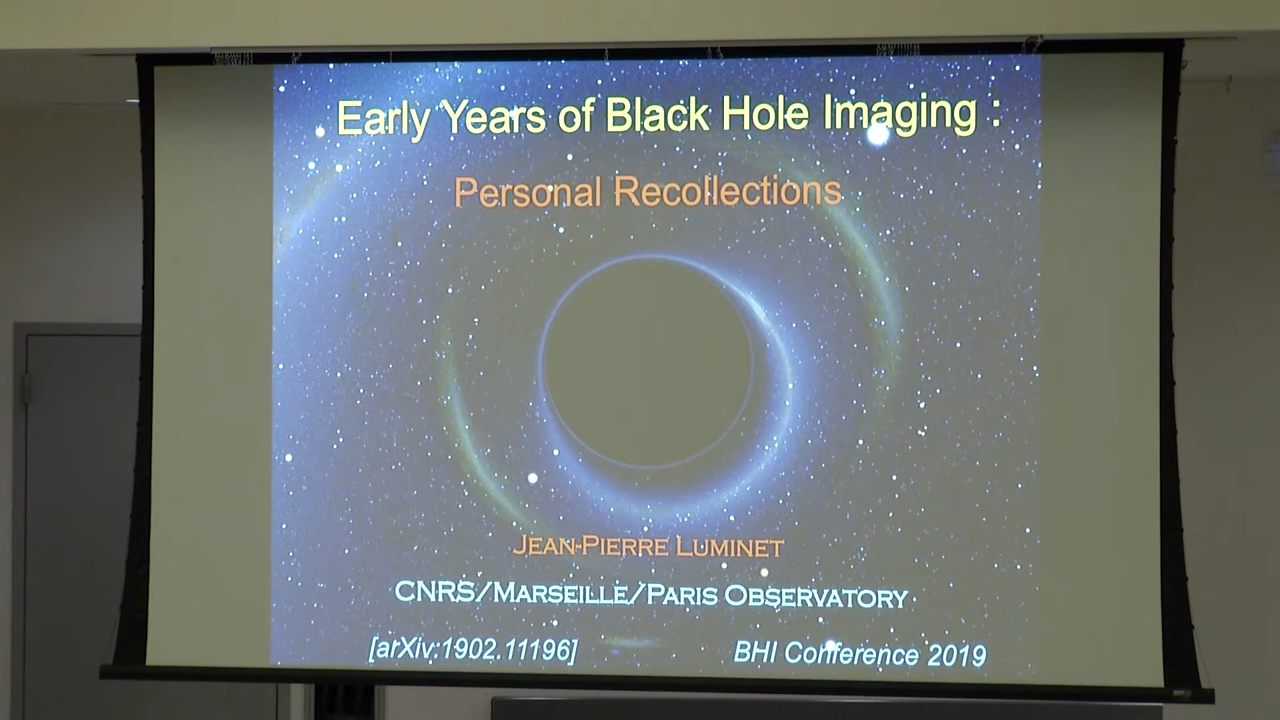 Early Years of Black Hole Imaging :
Personal Recollections
JEAN-PIERRE LUMINET
CNRS/MARSEILLE/PARIS OBSERVATORY
[arXiv:1902.11196]
BHI Conference 2019